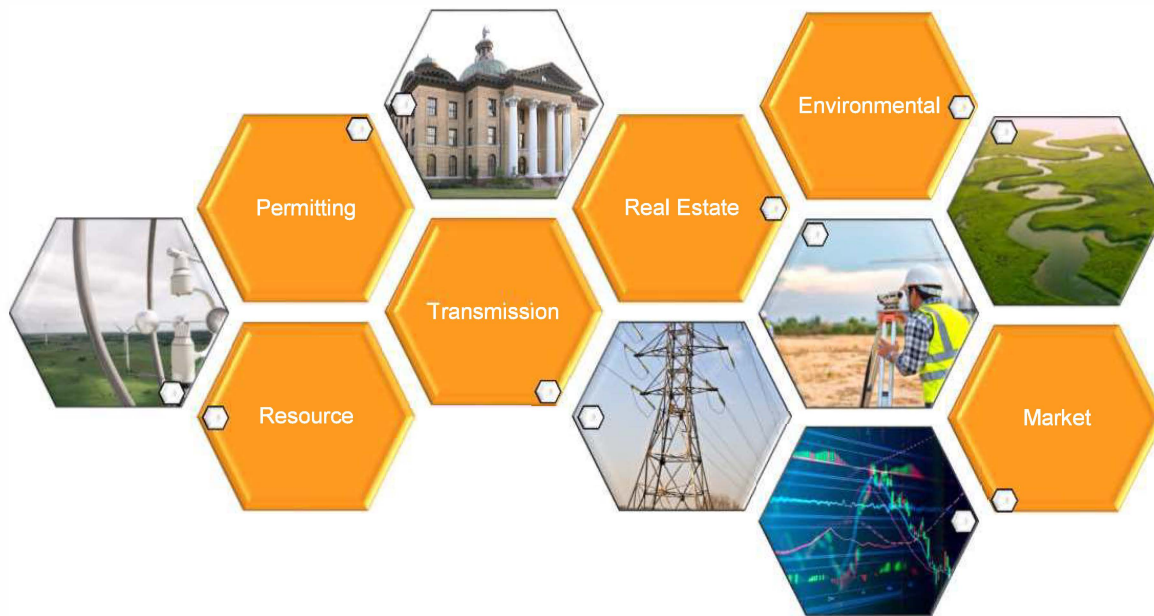 Environmental
Permitting
Real Estate
Transmission
Resource
Market